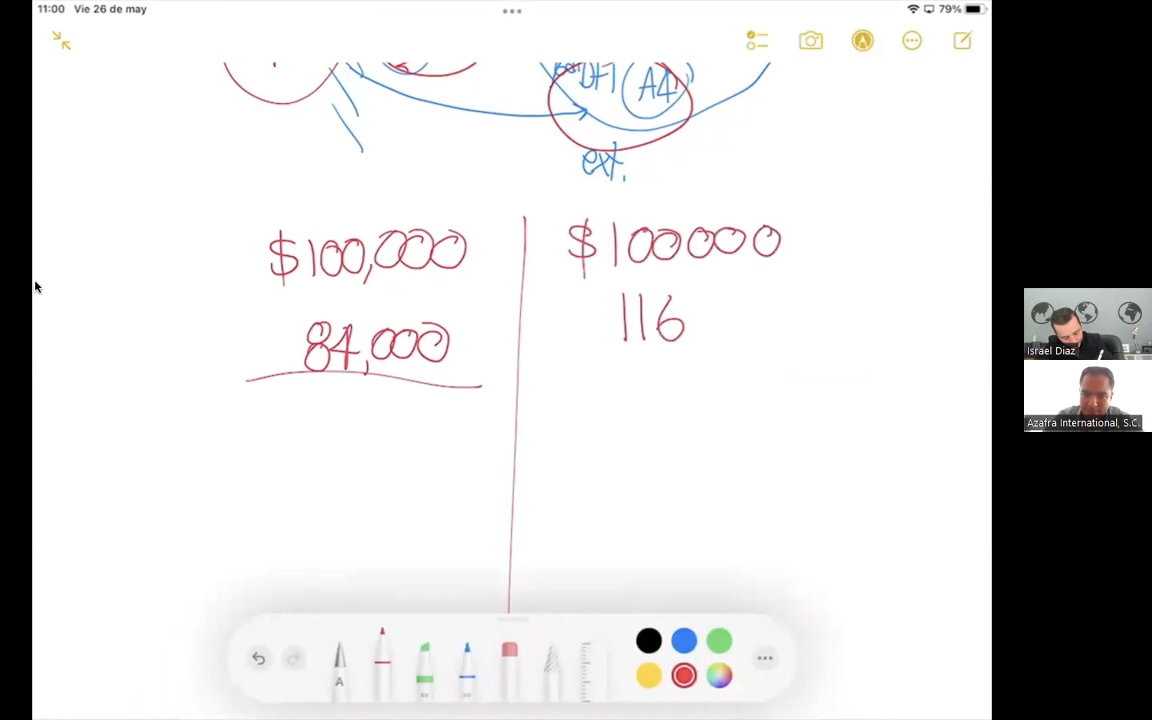 11:00 Vie 26 de may
79%
A4
ext.
$100,000
$100000
84,000
116
Israel Diaz
Azafra International, S.C.
A